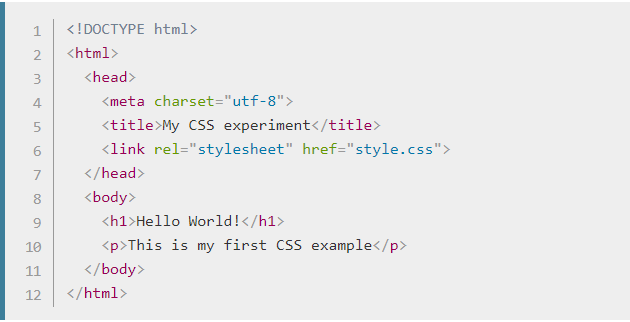 1 <!DOCTYPE html>
2 <html>
3   <head>
4     <meta charset="utf-8">
5     <title>My CSS experiment</title>
6     <link rel="stylesheet" href="style.css">
7   </head>
8   <body>
9     <h1>Hello World!</h1>
10     <p>This is my first CSS example</p>
11   </body>
12 </html>